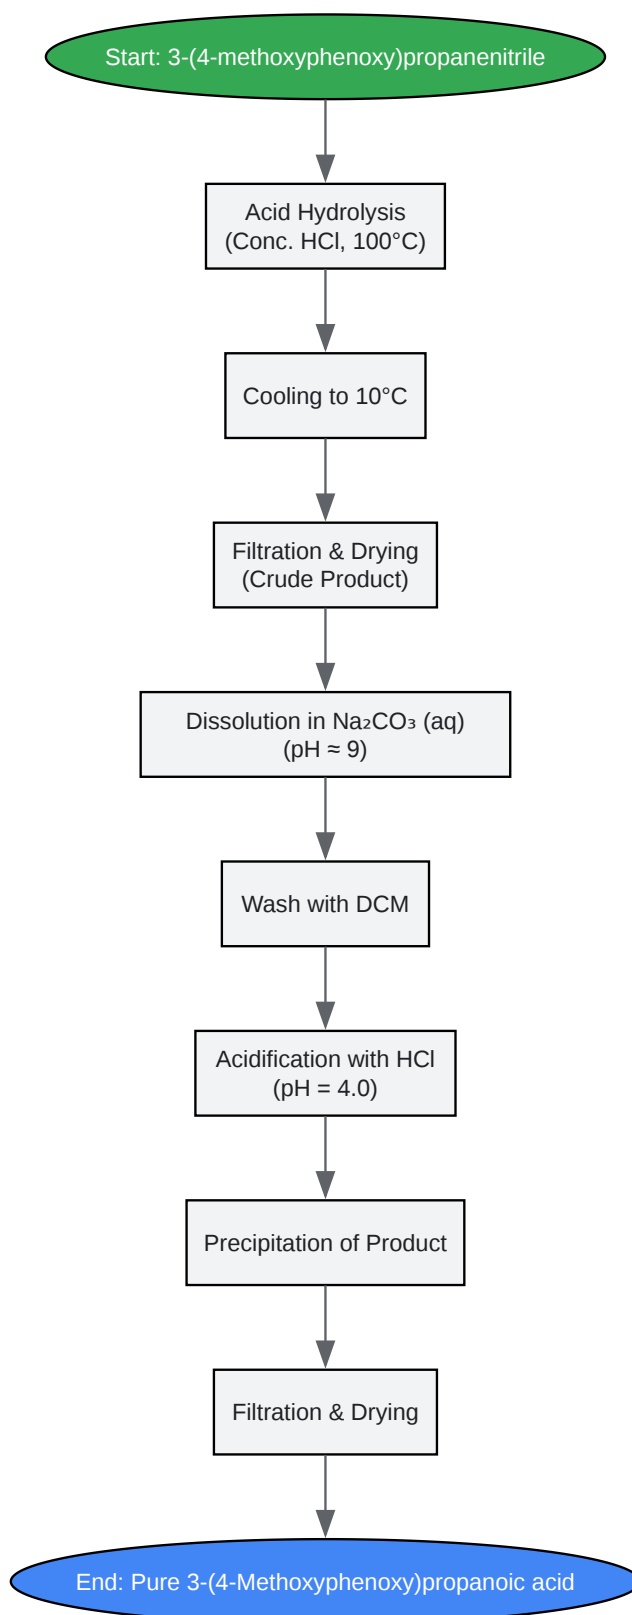 Start: 3-(4-methoxyphenoxy)propanenitrile
Acid Hydrolysis
(Conc. HCl, 100°C)
Cooling to 10°C
Filtration & Drying
(Crude Product)
Dissolution in Na₂CO₃ (aq)
(pH ≈ 9)
Wash with DCM
Acidification with HCl
(pH = 4.0)
Precipitation of Product
Filtration & Drying
End: Pure 3-(4-Methoxyphenoxy)propanoic acid